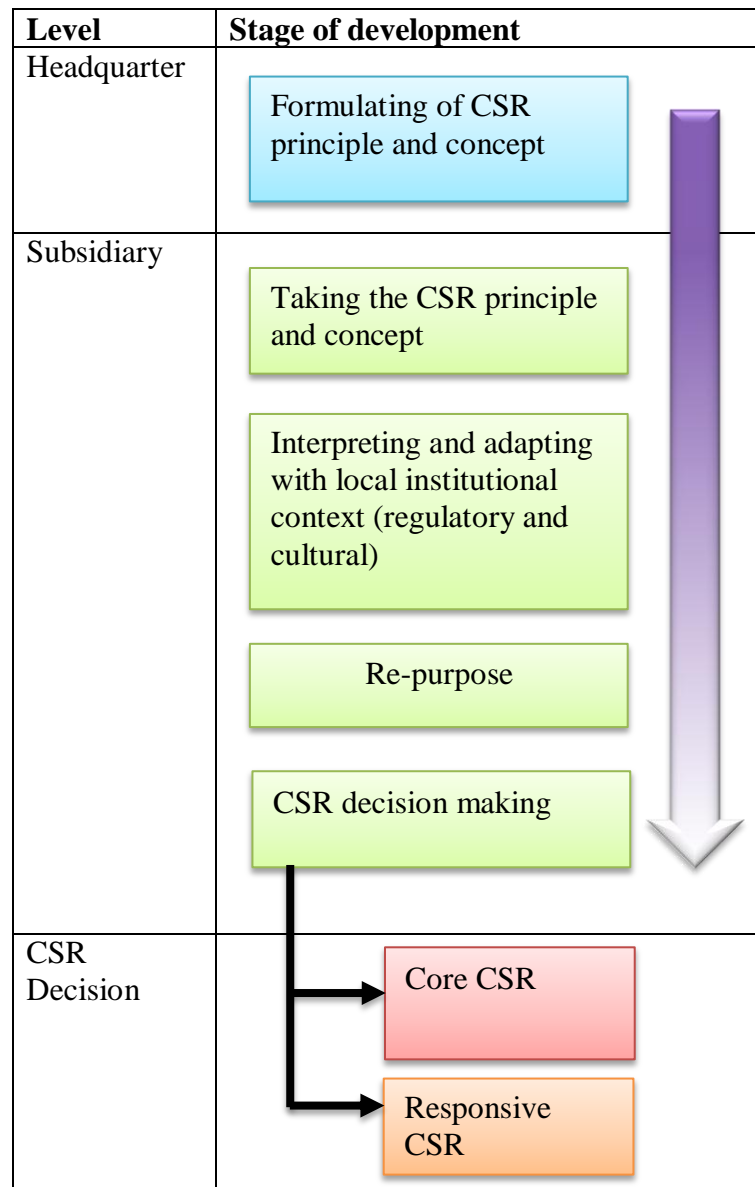 Level Stage of development
Headquarter
Formulating of CSR
principle and concept
Subsidiary
Taking the CSR principle
and concept
Interpreting and adapting
with local institutional
context (regulatory and
cultural)
Re-purpose
CSR decision making
CSR
Decision
Core CSR
Responsive
CSR